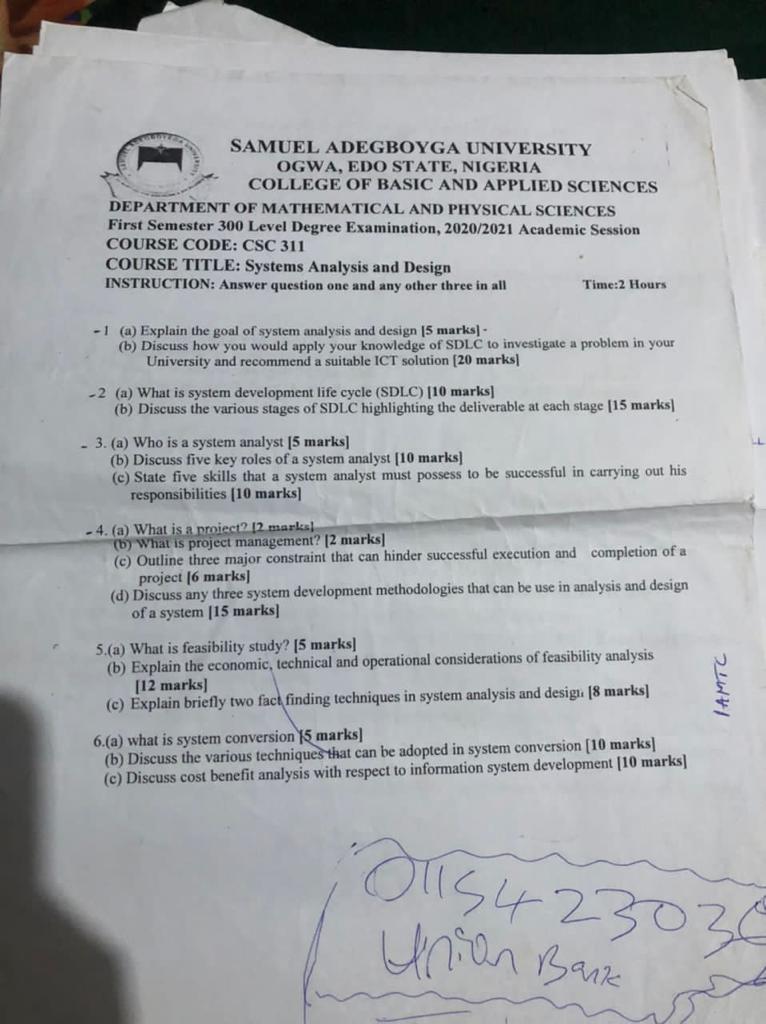 SAMUEL ADEGBOYGA UNIVERSITY
OGWA, EDO STATE, NIGERIA
COLLEGE OF BASIC AND APPLIED SCIENCES
DEPARTMENT OF MATHEMATICAL AND PHYSICAL SCIENCES
First Semester 300 Level Degree Examination, 2020/2021 Academic Session
COURSE CODE: CSC 311
COURSE TITLE: Systems Analysis and Design
INSTRUCTION: Answer question one and any other three in all Time:2 Hours
- 1 (a) Explain the goal of system analysis and design [5 marks] -
(b) Discuss how you would apply your knowledge of SDLC to investigate a problem in your
University and recommend a suitable ICT solution [20 marks]
- 2 (a) What is system development life cycle (SDLC) [10 marks]
(b) Discuss the various stages of SDLC highlighting the deliverable at each stage [15 marks]
- 3. (a) Who is a system analyst [5 marks]
(b) Discuss five key roles of a system analyst [10 marks]
(c) State five skills that a system analyst must possess to be successful in carrying out his
responsibilities [10 marks]
- 4. (a) What is a project? [2 marks]
(b) What is project management? [2 marks]
(c) Outline three major constraint that can hinder successful execution and completion of a
project [6 marks]
(d) Discuss any three system development methodologies that can be use in analysis and design
of a system [15 marks]
5.(a) What is feasibility study? [5 marks]
(b) Explain the economic, technical and operational considerations of feasibility analysis
[12 marks]
(c) Explain briefly two fact finding techniques in system analysis and design [8 marks]
6.(a) what is system conversion [5 marks]
(b) Discuss the various techniques that can be adopted in system conversion [10 marks]
(c) Discuss cost benefit analysis with respect to information system development [10 marks]
IAMTC
Union Bank